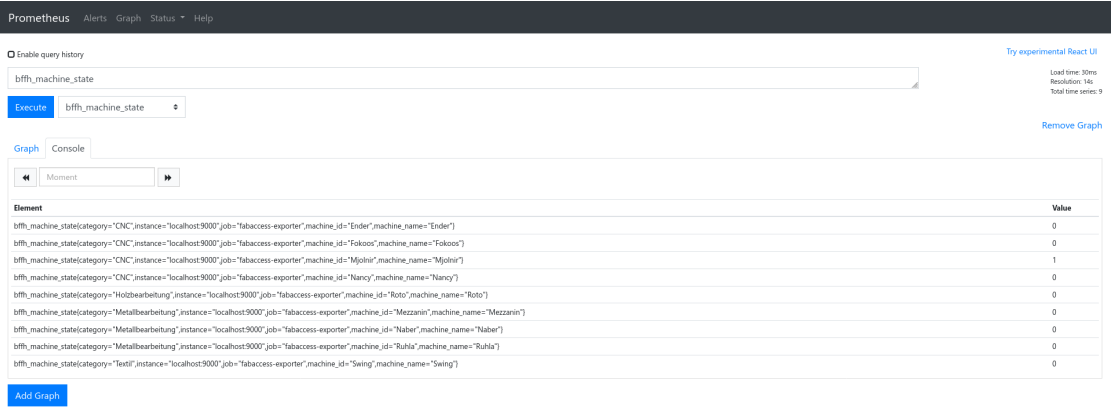 Prometheus Alerts Graph Status Help
Enable query history
Try experimental React UI
bffh_machine_state
Load time: 30ms
Resolution: 14s
Total time series: 9
Execute bffh_machine_state
Remove Graph
Graph Console
Moment
Element Value
bffh_machine_state{category="CNC",instance="localhost:9000",job="fabaccess-exporter",machine_id="Ender",machine_name="Ender"} 0
bffh_machine_state{category="CNC",instance="localhost:9000",job="fabaccess-exporter",machine_id="Fokoos",machine_name="Fokoos"} 0
bffh_machine_state{category="CNC",instance="localhost:9000",job="fabaccess-exporter",machine_id="Mjolnir",machine_name="Mjolnir"} 1
bffh_machine_state{category="CNC",instance="localhost:9000",job="fabaccess-exporter",machine_id="Nancy",machine_name="Nancy"} 0
bffh_machine_state{category="Holzbearbeitung",instance="localhost:9000",job="fabaccess-exporter",machine_id="Roto",machine_name="Roto"} 0
bffh_machine_state{category="Metallbearbeitung",instance="localhost:9000",job="fabaccess-exporter",machine_id="Mezzanin",machine_name="Mezzanin"} 0
bffh_machine_state{category="Metallbearbeitung",instance="localhost:9000",job="fabaccess-exporter",machine_id="Naber",machine_name="Naber"} 0
bffh_machine_state{category="Metallbearbeitung",instance="localhost:9000",job="fabaccess-exporter",machine_id="Ruhla",machine_name="Ruhla"} 0
bffh_machine_state{category="Textil",instance="localhost:9000",job="fabaccess-exporter",machine_id="Swing",machine_name="Swing"} 0
Add Graph